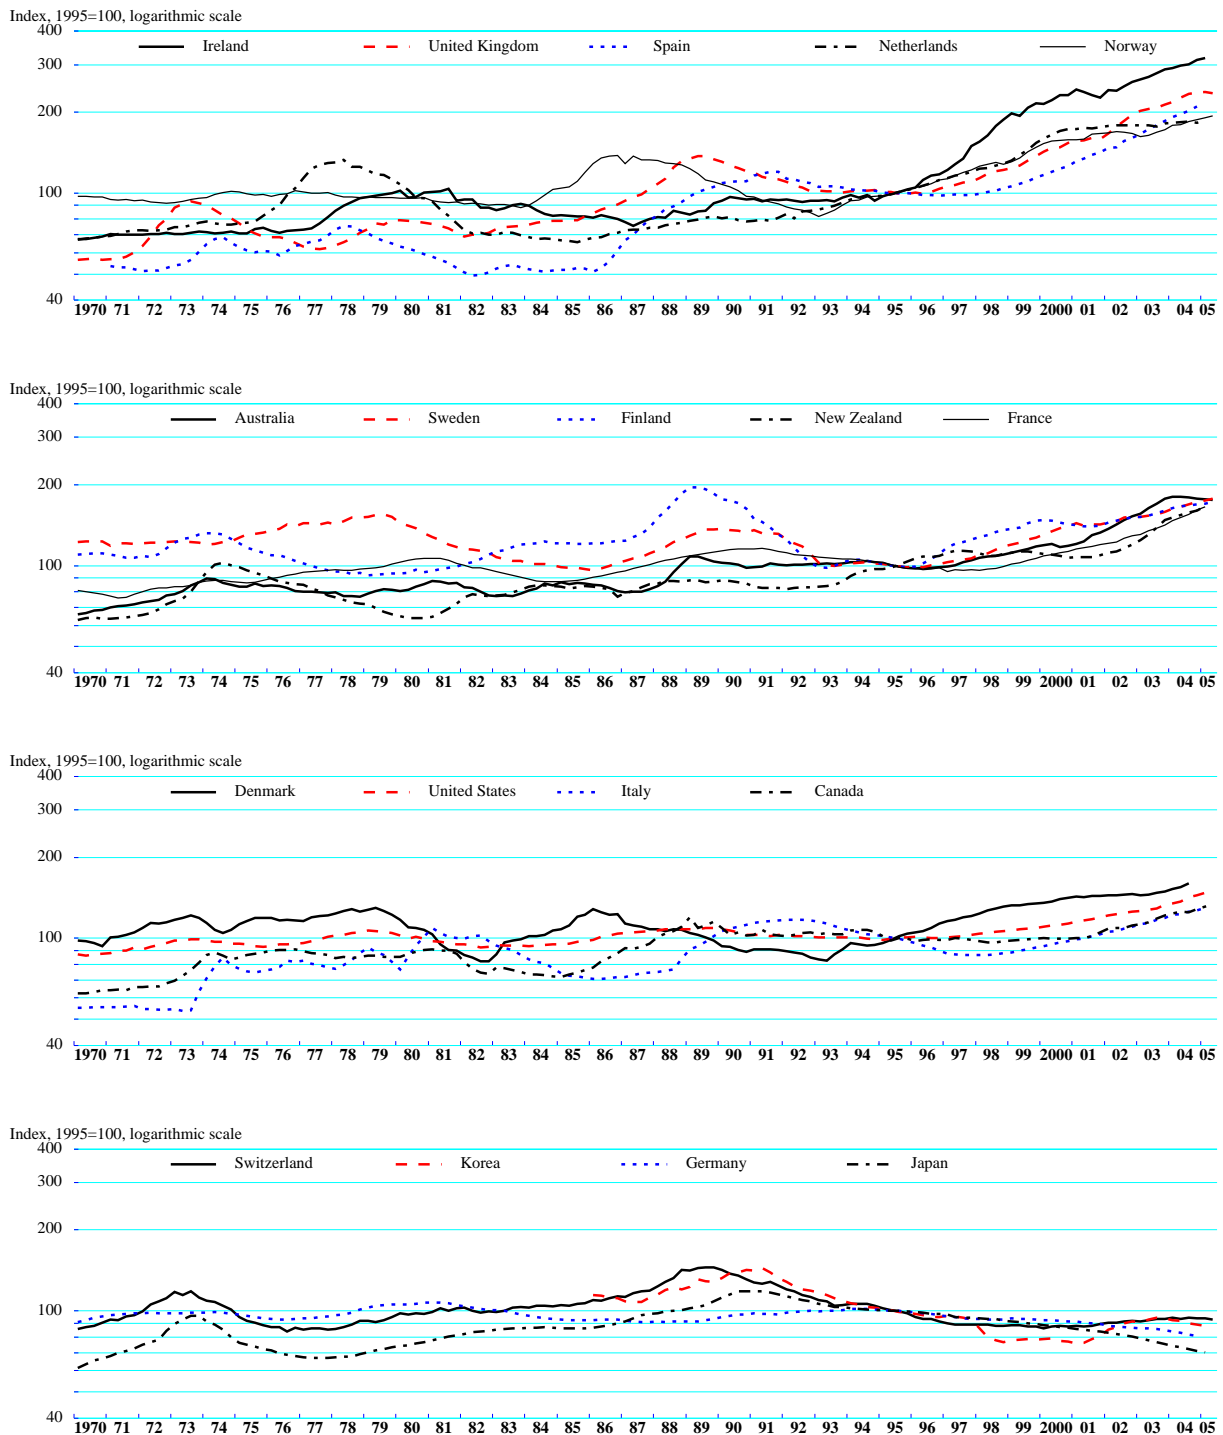 Index, 1995=100, logarithmic scale
400
Ireland United Kingdom Spain Netherlands Norway
300
200
100
40
1970 71 72 73 74 75 76 77 78 79 80 81 82 83 84 85 86 87 88 89 90 91 92 93 94 95 96 97 98 99 2000 01 02 03 04 05
Index, 1995=100, logarithmic scale
400
Australia Sweden Finland New Zealand France
300
200
100
40
1970 71 72 73 74 75 76 77 78 79 80 81 82 83 84 85 86 87 88 89 90 91 92 93 94 95 96 97 98 99 2000 01 02 03 04 05
Index, 1995=100, logarithmic scale
400
Denmark United States Italy Canada
300
200
100
40
1970 71 72 73 74 75 76 77 78 79 80 81 82 83 84 85 86 87 88 89 90 91 92 93 94 95 96 97 98 99 2000 01 02 03 04 05
Index, 1995=100, logarithmic scale
400
Switzerland Korea Germany Japan
300
200
100
40
1970 71 72 73 74 75 76 77 78 79 80 81 82 83 84 85 86 87 88 89 90 91 92 93 94 95 96 97 98 99 2000 01 02 03 04 05